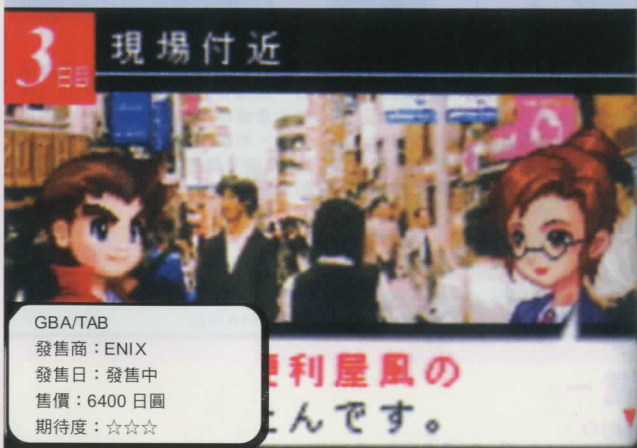 3日目
現場付近
GBA/TAB
發售商：ENIX
發售日：發售中
售價：6400 日圓
期待度：☆☆☆
利屋風の
んです。